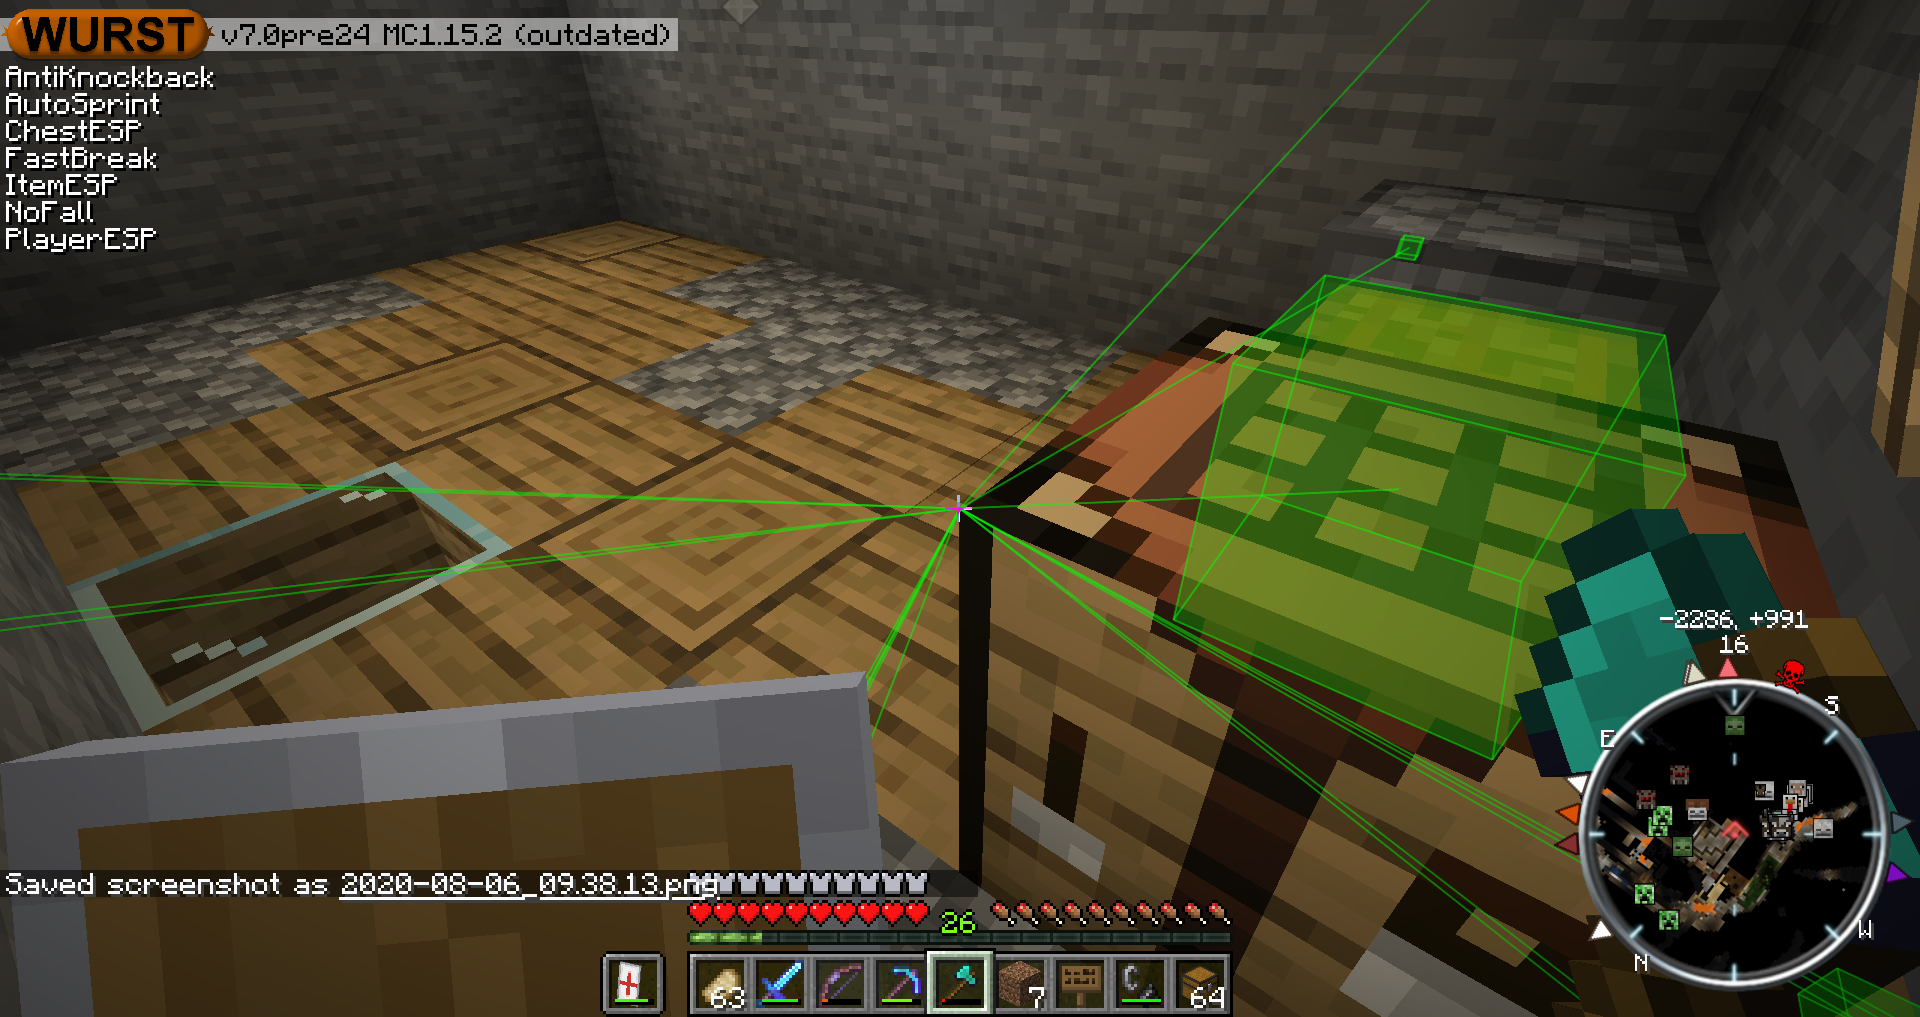 WURST v7.0pre24 MC1.15.2 (outdated)
AntiKnockback
AutoSprint
ChestESP
FastBreak
ItemESP
NoFall
PlayerESP
-2286, +991
16
S
E
W
N
Saved screenshot as 2020-08-06_09.38.13.png
26
63
7
64